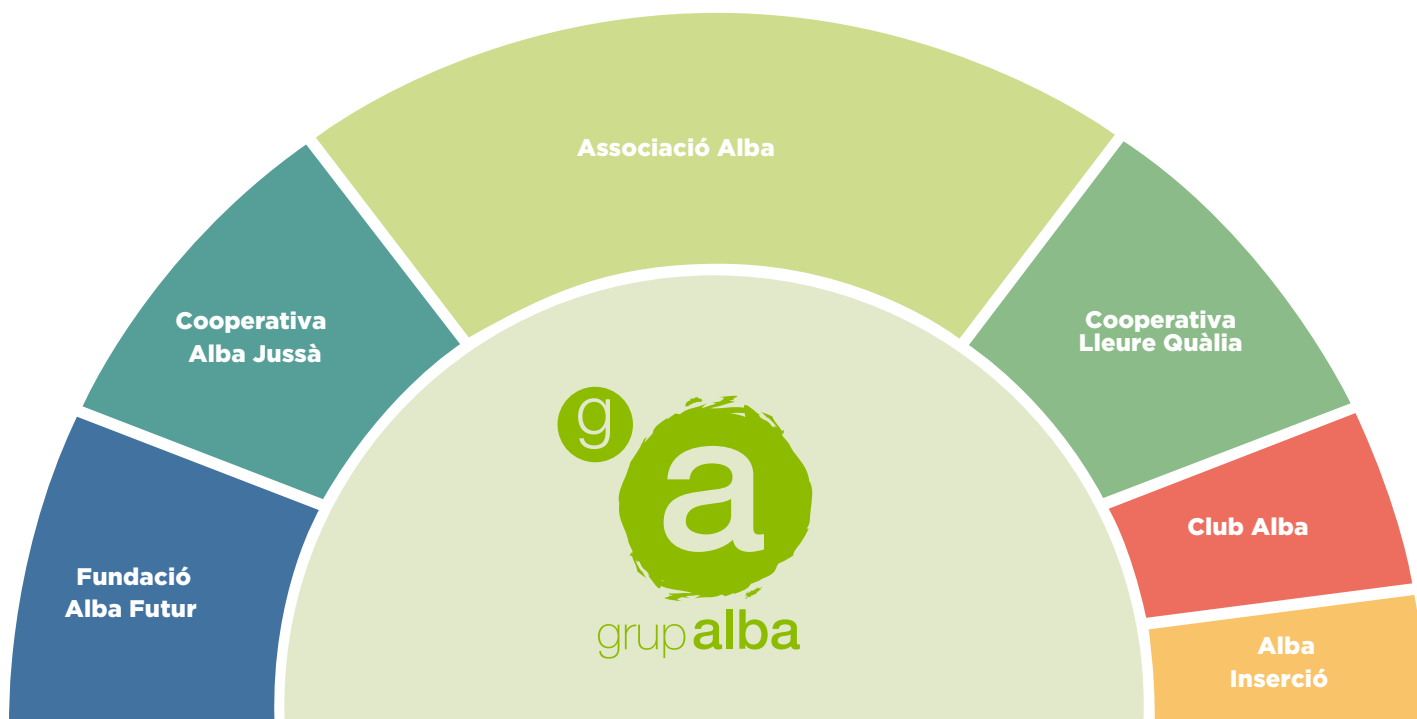 Associació Alba
Cooperativa
Alba Jussà
Cooperativa
Lleure Quàlia
Fundació
Alba Futur
Club Alba
Alba
Inserció
g
a
grup alba